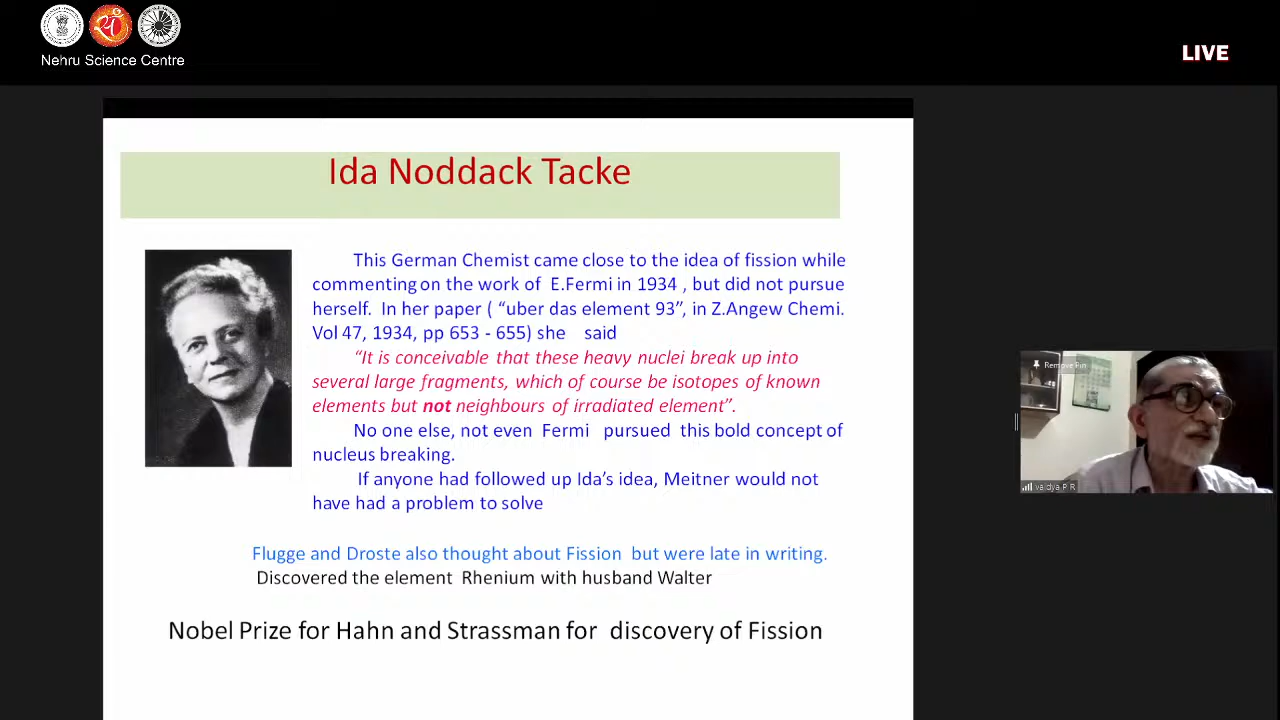 Nehru Science Centre
LIVE
Ida Noddack Tacke
This German Chemist came close to the idea of fission while
commenting on the work of E.Fermi in 1934 , but did not pursue
herself. In her paper ( “uber das element 93”, in Z.Angew Chemi.
Vol 47, 1934, pp 653 - 655) she said
“It is conceivable that these heavy nuclei break up into
several large fragments, which of course be isotopes of known
elements but not neighbours of irradiated element”.
No one else, not even Fermi pursued this bold concept of
nucleus breaking.
If anyone had followed up Ida’s idea, Meitner would not
have had a problem to solve
Flugge and Droste also thought about Fission but were late in writing.
Discovered the element Rhenium with husband Walter
Nobel Prize for Hahn and Strassman for discovery of Fission
Remove Pin
vaidya P R